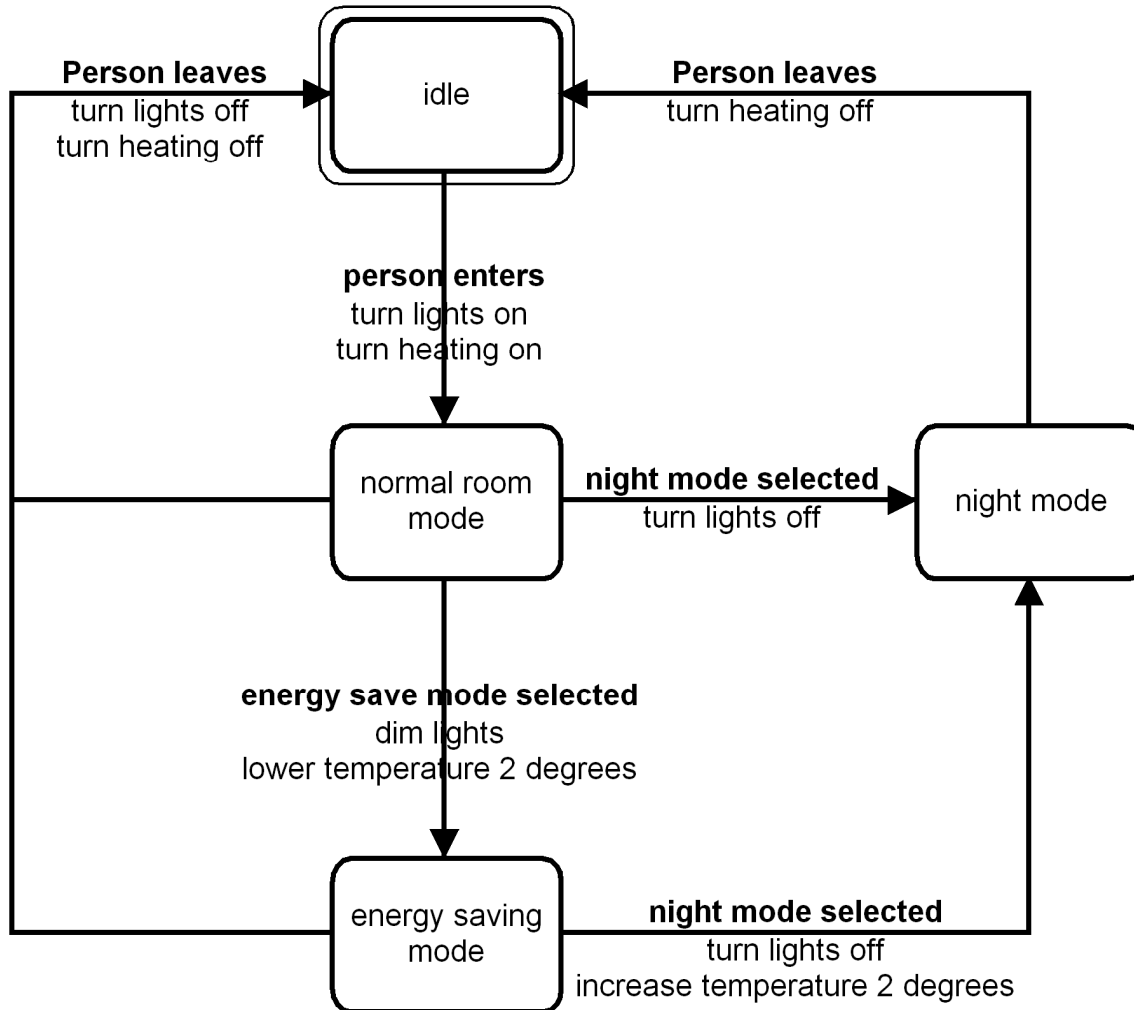 Person leaves
turn lights off
turn heating off
idle
Person leaves
turn heating off
person enters
turn lights on
turn heating on
normal room
mode
night mode selected
turn lights off
night mode
energy save mode selected
dim lights
lower temperature 2 degrees
energy saving
mode
night mode selected
turn lights off
increase temperature 2 degrees